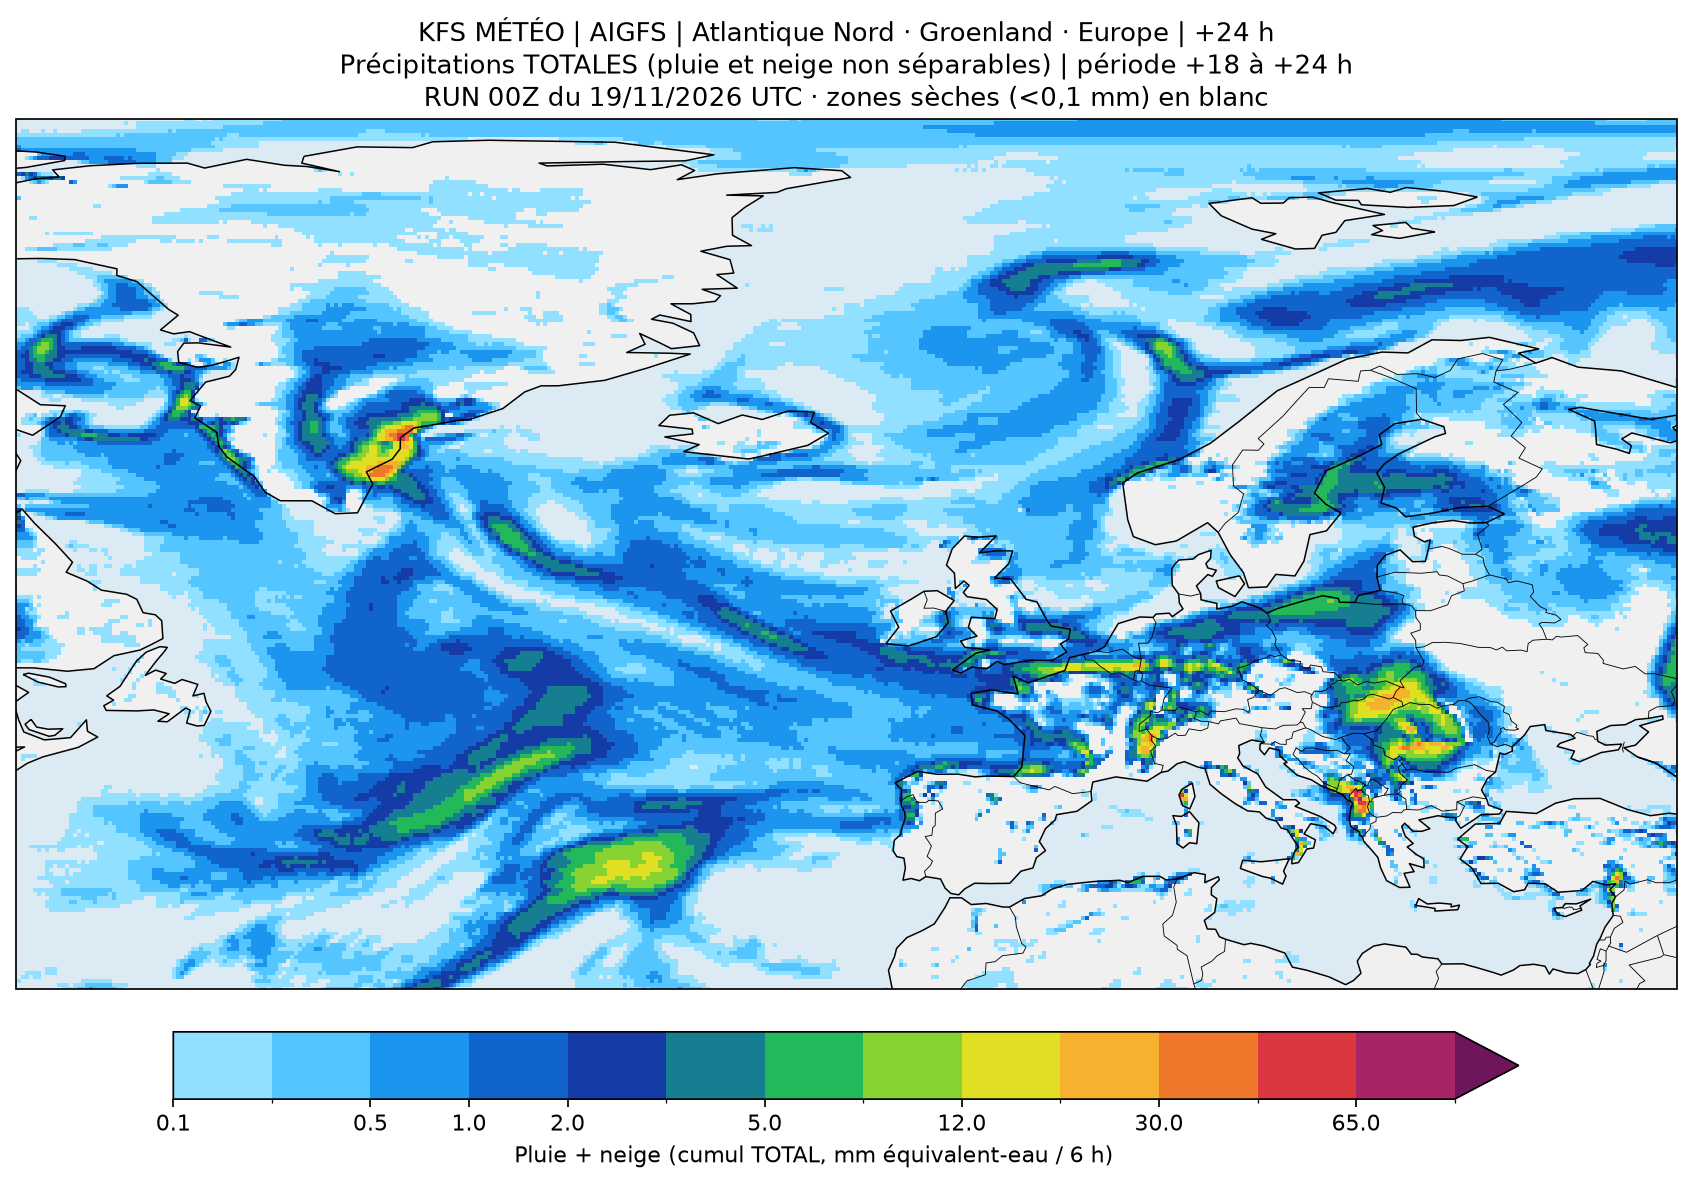 KFS MÉTÉO | AIGFS | Atlantique Nord · Groenland · Europe | +24 h
Précipitations TOTALES (pluie et neige non séparables) | période +18 à +24 h
RUN 00Z du 19/11/2026 UTC · zones sèches (<0,1 mm) en blanc
0.1 0.5 1.0 2.0 5.0 12.0 30.0 65.0
Pluie + neige (cumul TOTAL, mm équivalent-eau / 6 h)